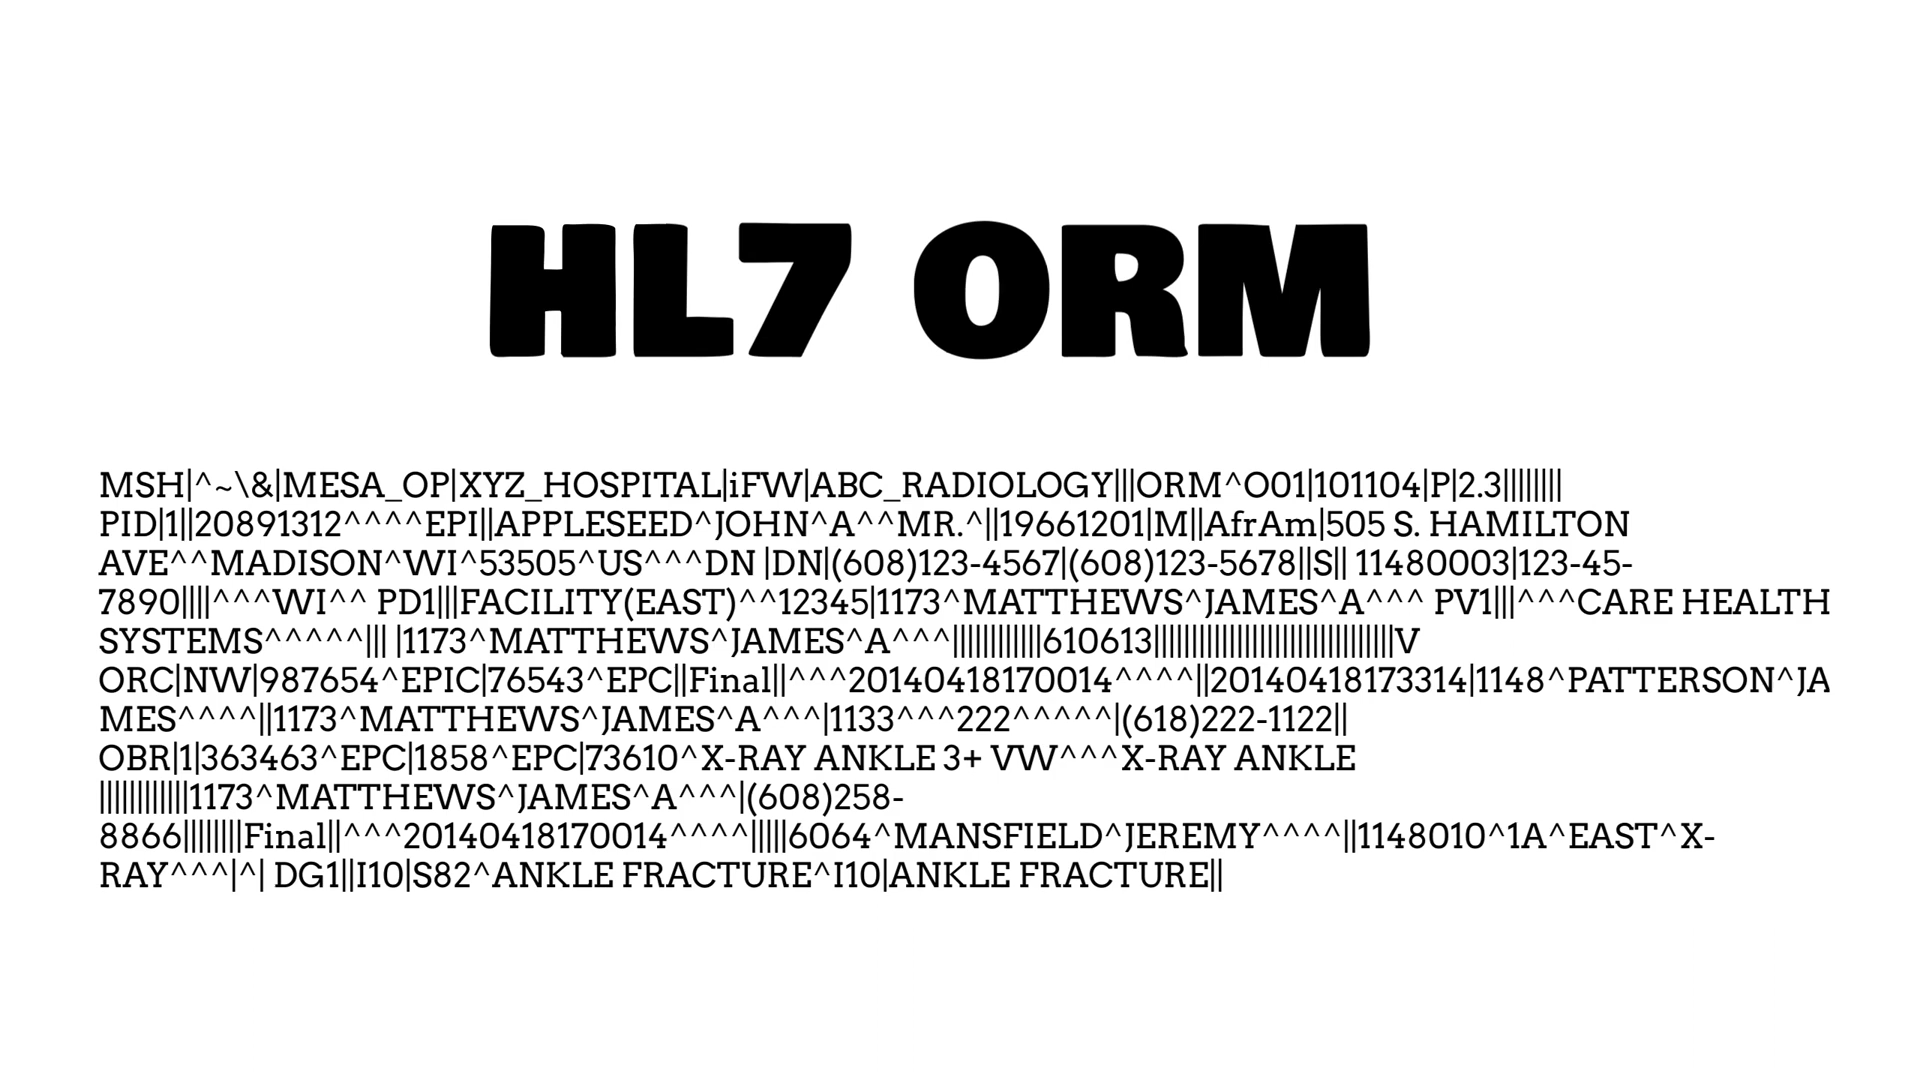 HL7 ORM
MSH|^~\&|MESA_OP|XYZ_HOSPITAL|iFW|ABC_RADIOLOGY|||ORM^O01|101104|P|2.3||||||||
PID|1||20891312^^^^EPI||APPLESEED^JOHN^A^^MR.^||19661201|M||AfrAm|505 S. HAMILTON
AVE^^MADISON^WI^53505^US^^^DN |DN|(608)123-4567|(608)123-5678||S|| 11480003|123-45-
7890||||^^^WI^^ PD1|||FACILITY(EAST)^^12345|1173^MATTHEWS^JAMES^A^^^ PV1|||^^^CARE HEALTH
SYSTEMS^^^^^||| |1173^MATTHEWS^JAMES^A^^^||||||||||||610613||||||||||||||||||||||||||||||||V
ORC|NW|987654^EPIC|76543^EPC||Final||^^^20140418170014^^^^||20140418173314|1148^PATTERSON^JA
MES^^^^||1173^MATTHEWS^JAMES^A^^^|1133^^^222^^^^^|(618)222-1122||
OBR|1|363463^EPC|1858^EPC|73610^X-RAY ANKLE 3+ VW^^^X-RAY ANKLE
||||||||||||1173^MATTHEWS^JAMES^A^^^|(608)258-
8866||||||||Final||^^^20140418170014^^^^|||||6064^MANSFIELD^JEREMY^^^^||1148010^1A^EAST^X-
RAY^^^|^| DG1||I10|S82^ANKLE FRACTURE^I10|ANKLE FRACTURE||